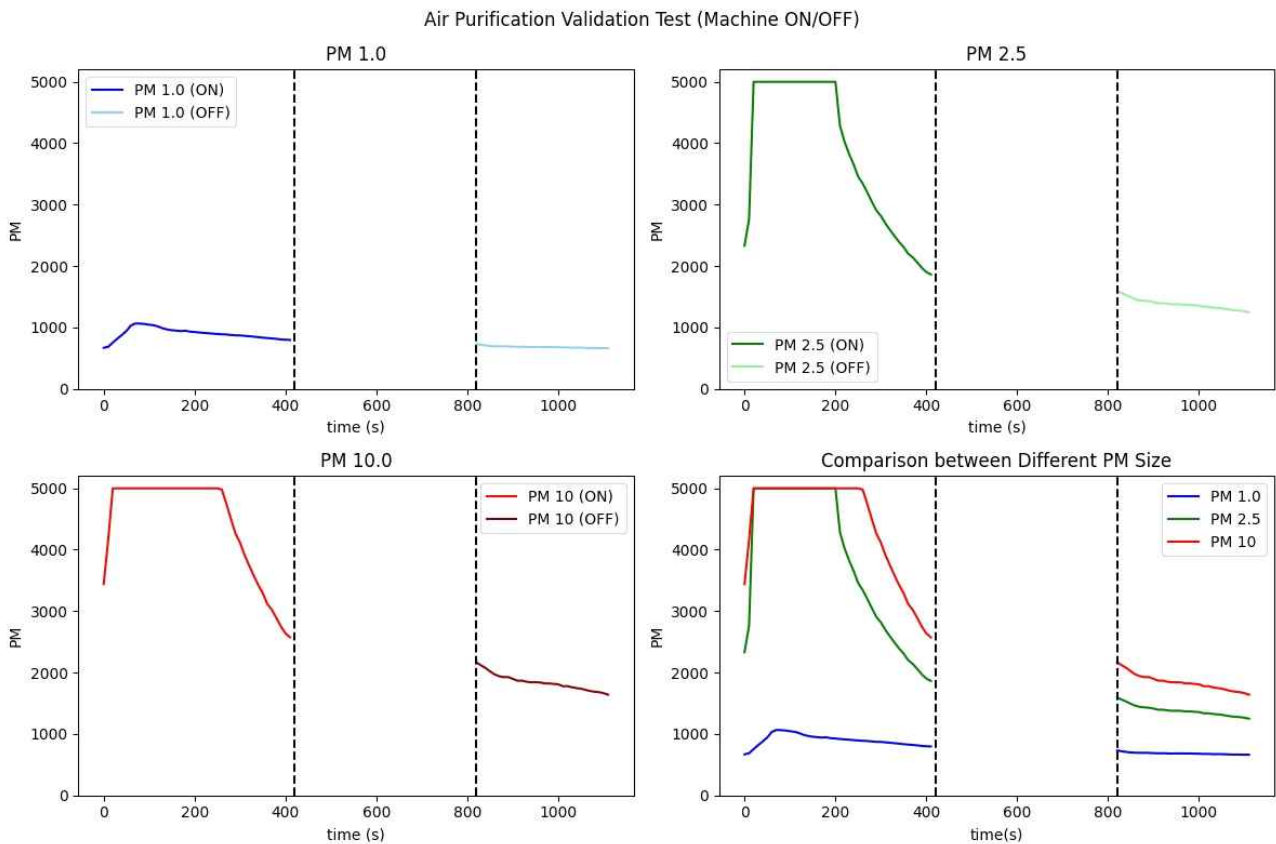 Air Purification Validation Test (Machine ON/OFF)
PM 1.0
5000
4000
3000
2000
1000
0
PM
PM 1.0 (ON)
PM 1.0 (OFF)
0 200 400 600 800 1000
time (s)
PM 2.5
5000
4000
3000
2000
1000
0
PM
PM 2.5 (ON)
PM 2.5 (OFF)
0 200 400 600 800 1000
time (s)
PM 10.0
5000
4000
3000
2000
1000
0
PM
PM 10 (ON)
PM 10 (OFF)
0 200 400 600 800 1000
time (s)
Comparison between Different PM Size
5000
4000
3000
2000
1000
0
PM
PM 1.0
PM 2.5
PM 10
0 200 400 600 800 1000
time(s)